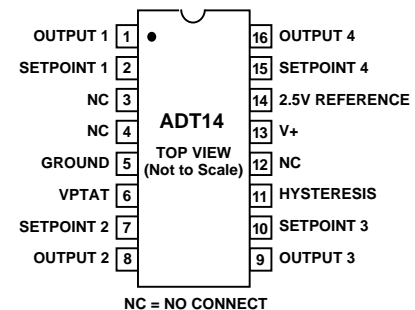 OUTPUT 1 1 16 OUTPUT 4
SETPOINT 1 2 15 SETPOINT 4
NC 3 14 2.5V REFERENCE
NC 4 ADT14 13 V+
GROUND 5 TOP VIEW 12 NC
(Not to Scale)
VPTAT 6 11 HYSTERESIS
SETPOINT 2 7 10 SETPOINT 3
OUTPUT 2 8 9 OUTPUT 3
NC = NO CONNECT